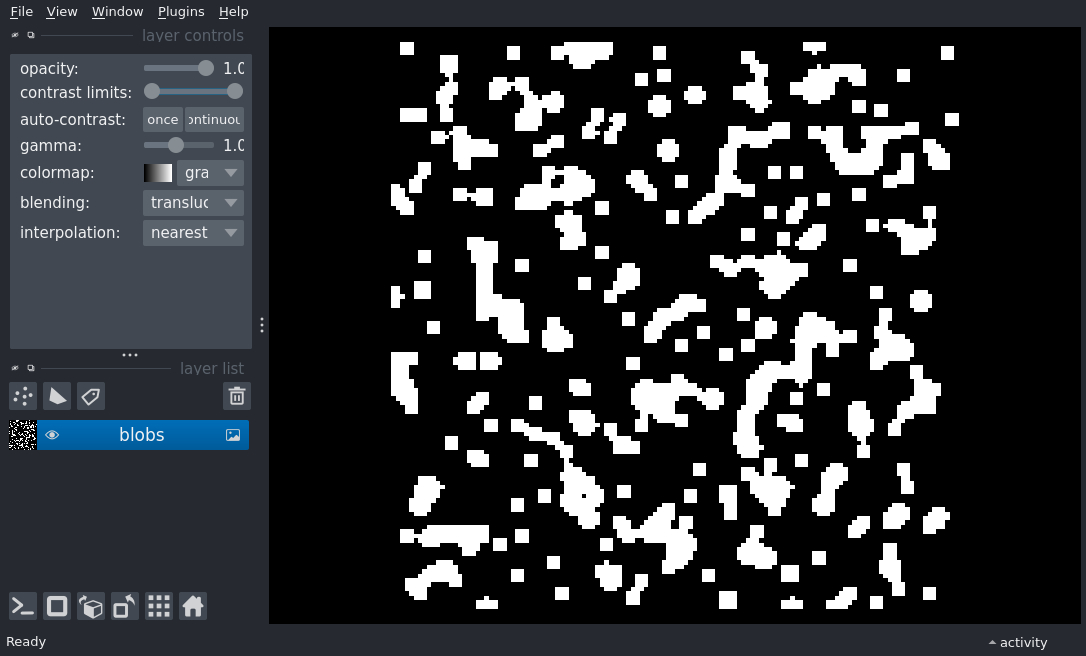 File View Window Plugins Help
layer controls
opacity: 1.0
contrast limits:
auto-contrast: once ontinuou
gamma: 1.0
colormap: gra
blending: transluc
interpolation: nearest
layer list
blobs
Ready
activity